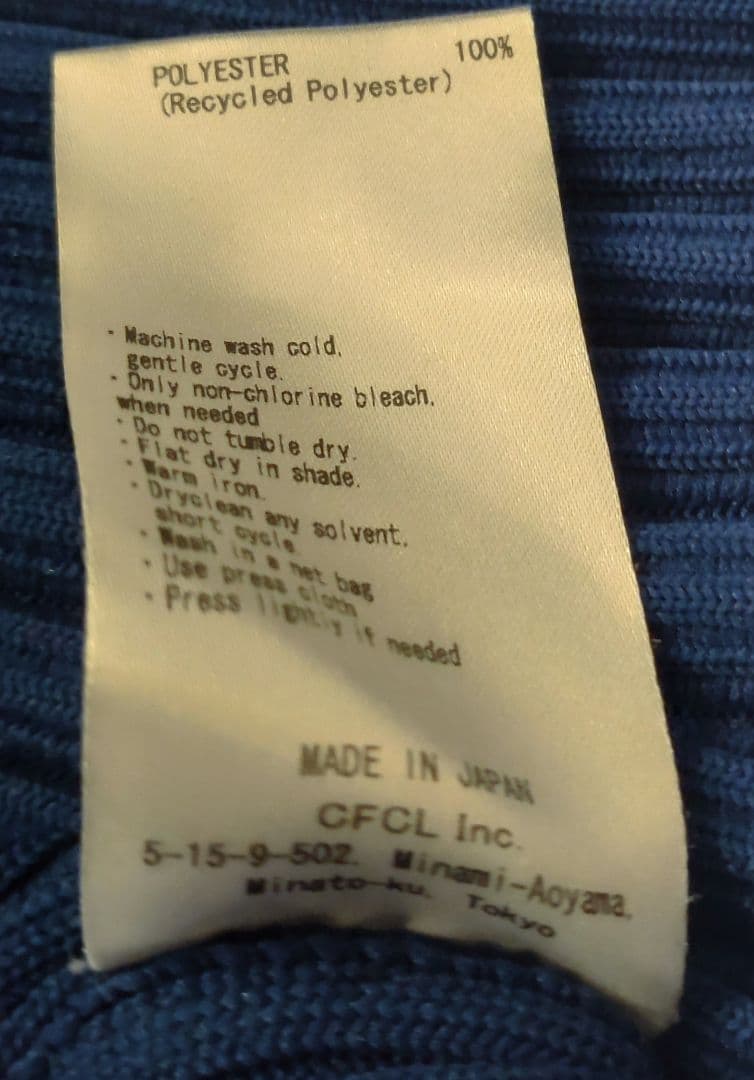 POLYESTER 100%
(Recycled Polyester)
· Machine wash cold.
gentle cycle.
· Only non-chlorine bleach.
when needed
· Do not tumble dry.
· Flat dry in shade.
· Warm iron.
· Dryclean any solvent.
short cycle
· Wash in a net bag
· Use press cloth
· Press lightly if needed
MADE IN JAPAN
CFCL Inc.
5-15-9-502 Minami-Aoyama.
Minato-ku. Tokyo